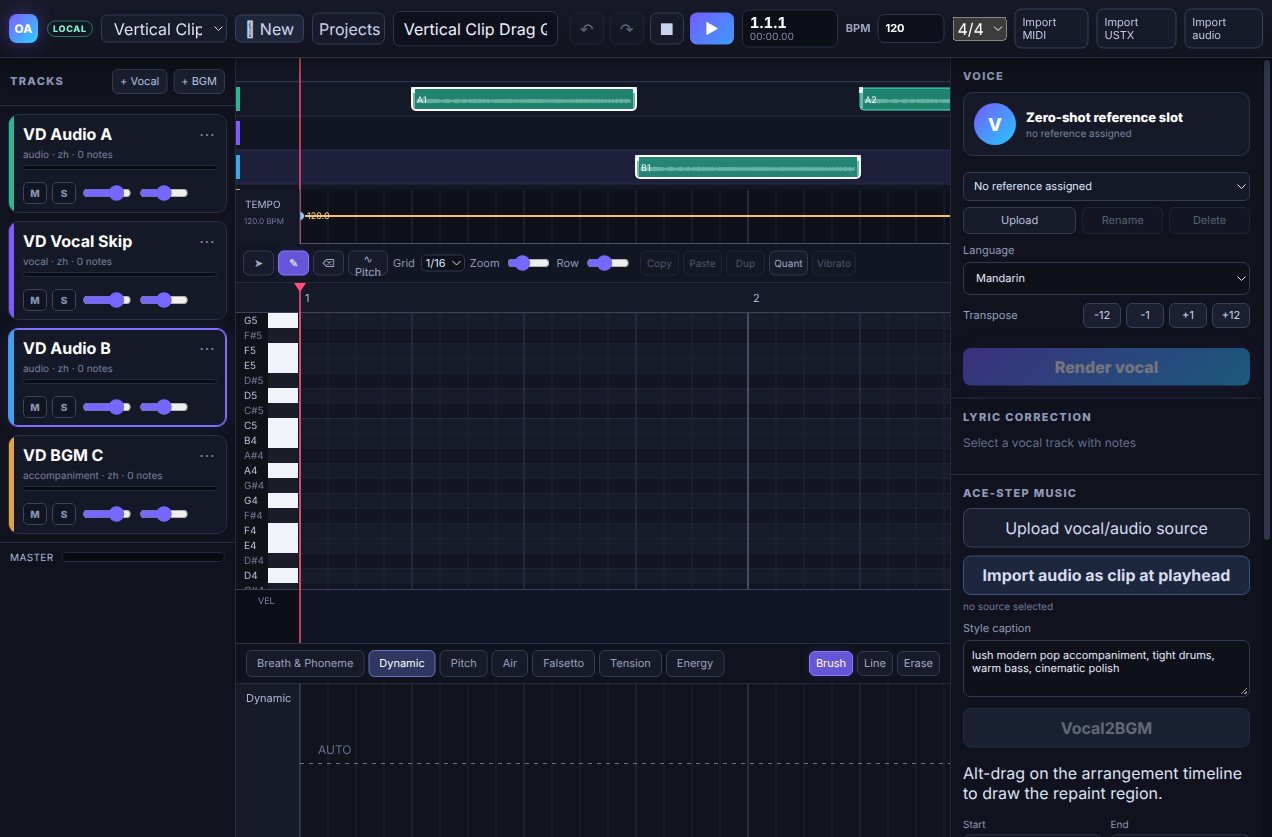 OA
LOCAL
Vertical Clip
New
Projects
Vertical Clip Drag
1.1.1
00:00.00
BPM
120
4/4
Import MIDI
Import USTX
Import audio
TRACKS
+ Vocal
+ BGM
VD Audio A
audio · zh · 0 notes
M
S
VD Vocal Skip
vocal · zh · 0 notes
M
S
VD Audio B
audio · zh · 0 notes
M
S
VD BGM C
accompaniment · zh · 0 notes
M
S
MASTER
A1
A2
B1
TEMPO
120.0 BPM
120.0
Pitch
Grid
1/16
Zoom
Row
Copy
Paste
Dup
Quant
Vibrato
1
2
G5
F#5
F5
E5
D#5
D5
C#5
C5
B4
A#4
A4
G#4
G4
F#4
F4
E4
D#4
D4
VEL
Breath & Phoneme
Dynamic
Pitch
Air
Falsetto
Tension
Energy
Brush
Line
Erase
Dynamic
AUTO
VOICE
V
Zero-shot reference slot
no reference assigned
No reference assigned
Upload
Rename
Delete
Language
Mandarin
Transpose
-12
-1
+1
+12
Render vocal
LYRIC CORRECTION
Select a vocal track with notes
ACE-STEP MUSIC
Upload vocal/audio source
Import audio as clip at playhead
no source selected
Style caption
lush modern pop accompaniment, tight drums,
warm bass, cinematic polish
Vocal2BGM
Alt-drag on the arrangement timeline
to draw the repaint region.
Start
End